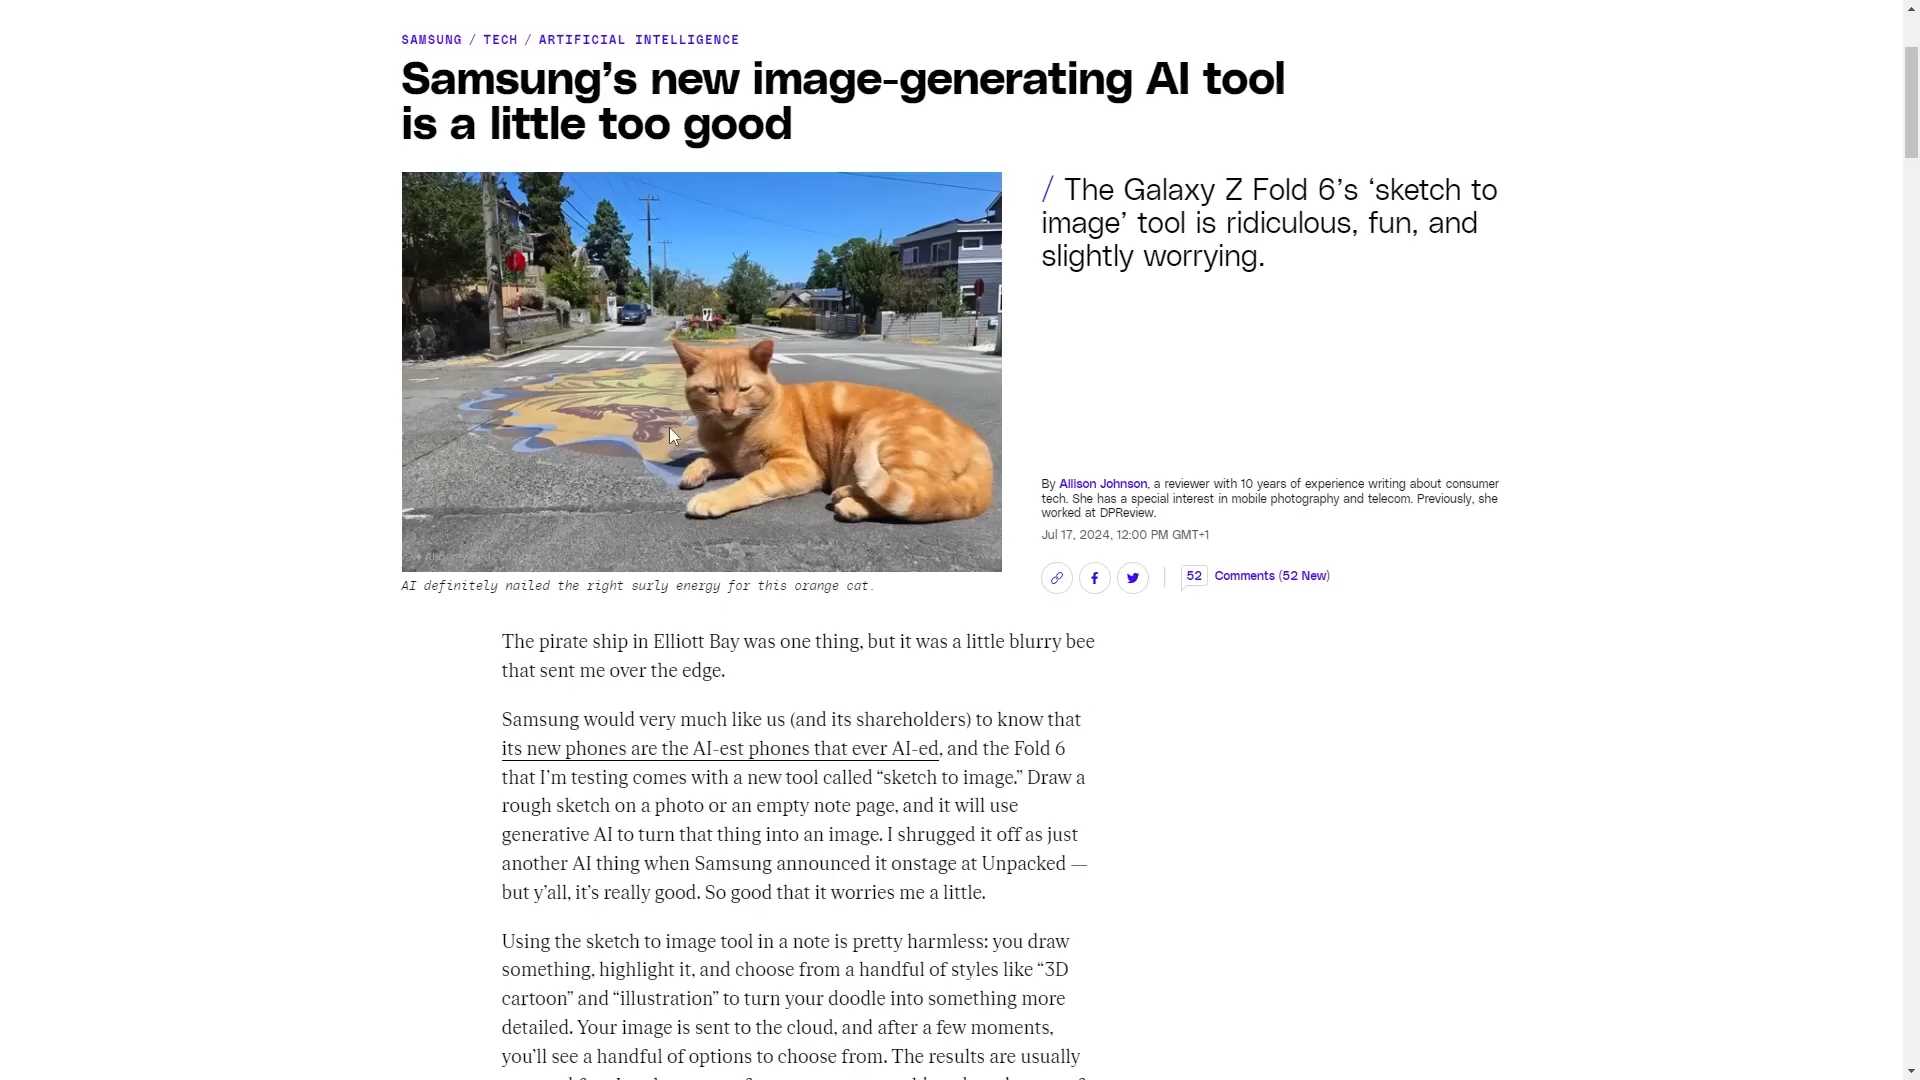 SAMSUNG / TECH / ARTIFICIAL INTELLIGENCE
Samsung’s new image-generating AI tool
is a little too good
/ The Galaxy Z Fold 6’s ‘sketch to
image’ tool is ridiculous, fun, and
slightly worrying.
By Allison Johnson, a reviewer with 10 years of experience writing about consumer
tech. She has a special interest in mobile photography and telecom. Previously, she
worked at DPReview.
Jul 17, 2024, 12:00 PM GMT+1
52 Comments (52 New)
AI definitely nailed the right surly energy for this orange cat.
The pirate ship in Elliott Bay was one thing, but it was a little blurry bee
that sent me over the edge.
Samsung would very much like us (and its shareholders) to know that
its new phones are the AI-est phones that ever AI-ed, and the Fold 6
that I’m testing comes with a new tool called “sketch to image.” Draw a
rough sketch on a photo or an empty note page, and it will use
generative AI to turn that thing into an image. I shrugged it off as just
another AI thing when Samsung announced it onstage at Unpacked —
but y’all, it’s really good. So good that it worries me a little.
Using the sketch to image tool in a note is pretty harmless: you draw
something, highlight it, and choose from a handful of styles like “3D
cartoon” and “illustration” to turn your doodle into something more
detailed. Your image is sent to the cloud, and after a few moments,
you’ll see a handful of options to choose from. The results are usually